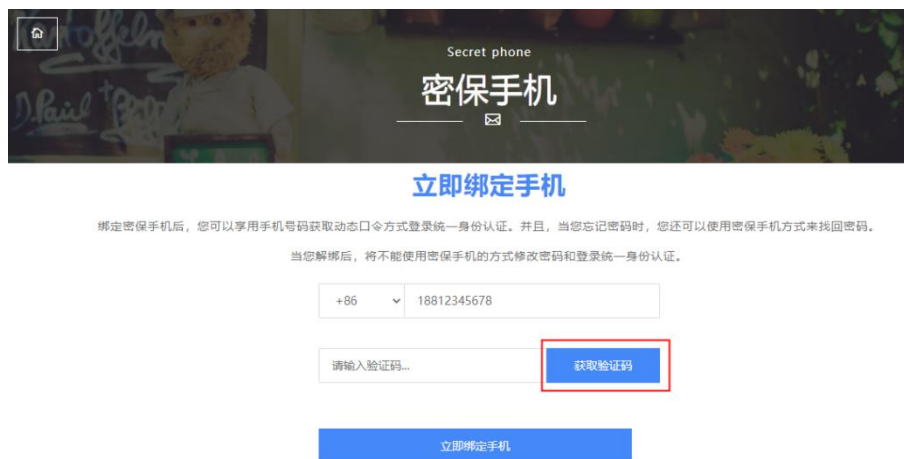 Kartoffeln
D. Paul
Secret phone
密保手机
立即绑定手机
绑定密保手机后，您可以享用手机号码获取动态口令方式登录统一身份认证。并且，当您忘记密码时，您还可以使用密保手机方式来找回密码。
当您解绑后，将不能使用密保手机的方式修改密码和登录统一身份认证。
+86 18812345678
请输入验证码... 获取验证码
立即绑定手机